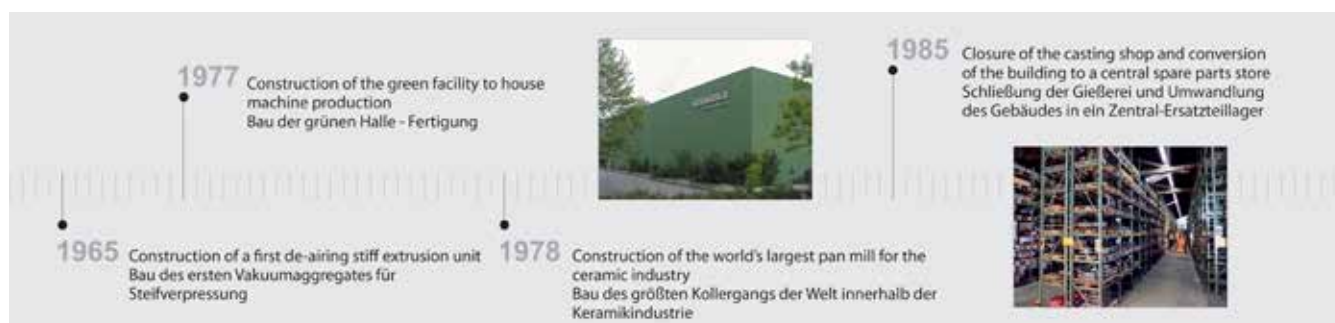 1977 Construction of the green facility to house
machine production
Bau der grünen Halle - Fertigung
1985 Closure of the casting shop and conversion
of the building to a central spare parts store
Schließung der Gießerei und Umwandlung
des Gebäudes in ein Zentral-Ersatzteillager
1965 Construction of a first de-airing stiff extrusion unit
Bau des ersten Vakuumaggregates für
Steifverpressung
1978 Construction of the world's largest pan mill for the
ceramic industry
Bau des größten Kollergangs der Welt innerhalb der
Keramikindustrie